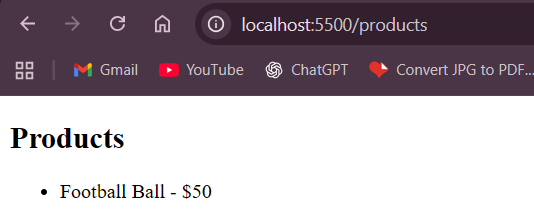 localhost:5500/products
Gmail YouTube ChatGPT Convert JPG to PDF...
Products
• Football Ball - $50